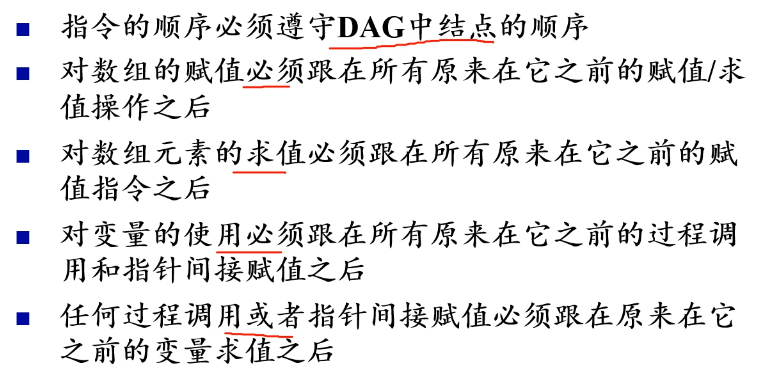 指令的顺序必须遵守DAG中结点的顺序
对数组的赋值必须跟在所有原来在它之前的赋值/求
值操作之后
对数组元素的求值必须跟在所有原来在它之前的赋
值指令之后
对变量的使用必须跟在所有原来在它之前的过程调
用和指针间接赋值之后
任何过程调用或者指针间接赋值必须跟在原来在它
之前的变量求值之后